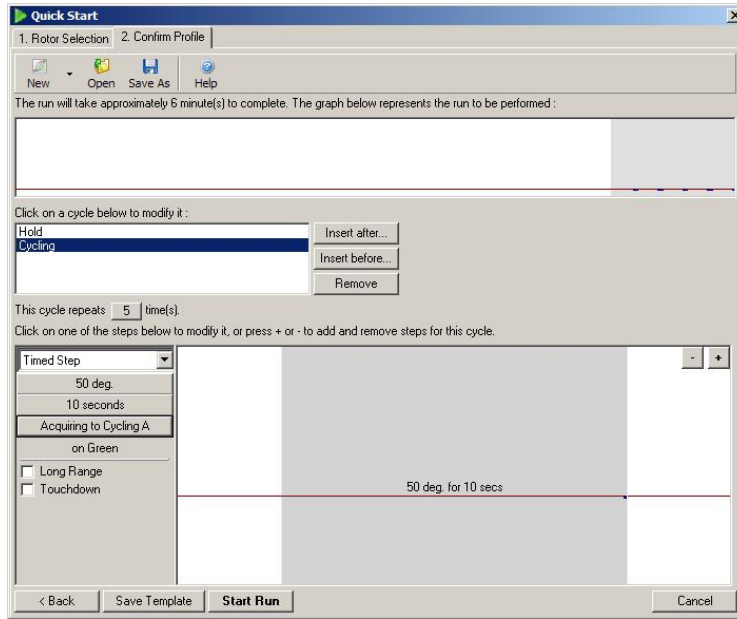 Quick Start
1. Rotor Selection 2. Confirm Profile
New Open Save As Help
The run will take approximately 6 minute(s) to complete. The graph below represents the run to be performed :
Click on a cycle below to modify it :
Hold
Cycling
Insert after...
Insert before...
Remove
This cycle repeats 5 time(s).
Click on one of the steps below to modify it, or press + or - to add and remove steps for this cycle.
Timed Step
- +
50 deg.
10 seconds
Acquiring to Cycling A
on Green
Long Range
Touchdown
50 deg. for 10 secs
< Back Save Template Start Run Cancel